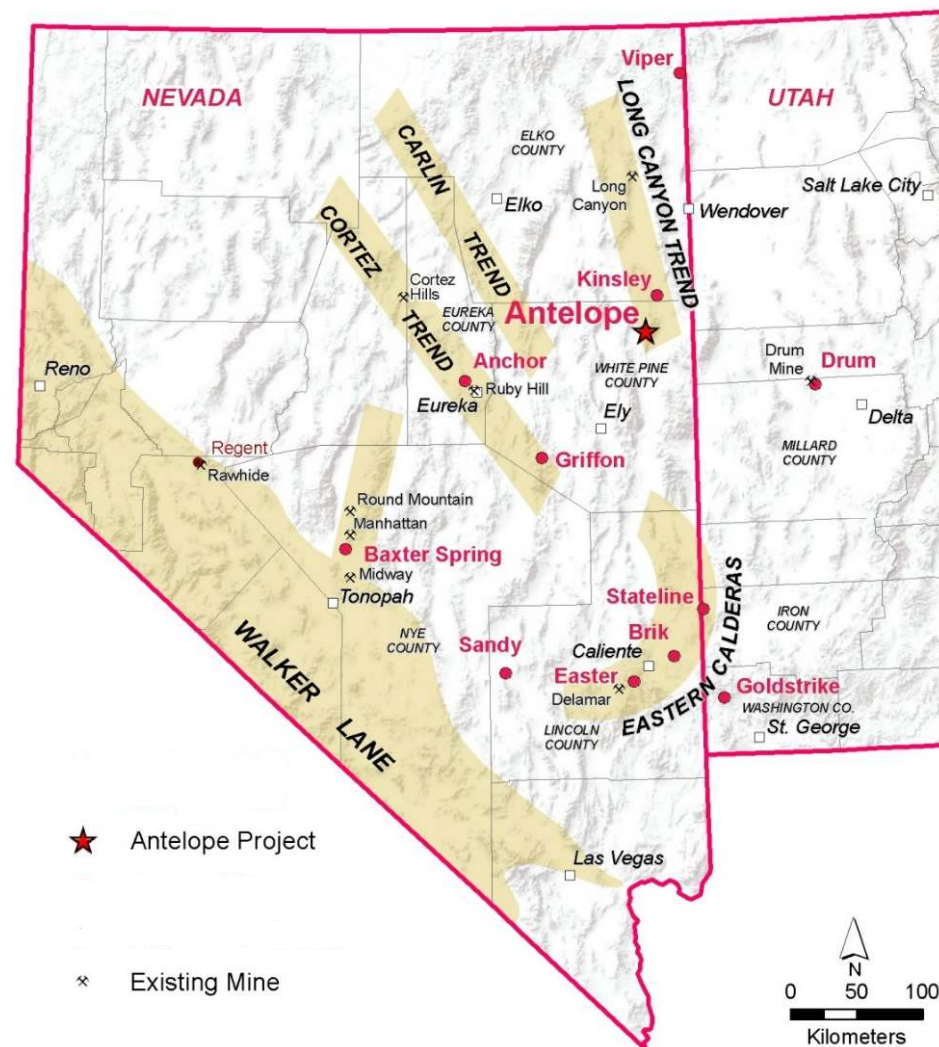 Viper
NEVADA
UTAH
LONG CANYON TREND
CARLIN
TREND
ELKO
COUNTY
Long
Canyon
Elko
Salt Lake City
Wendover
CORTEZ
TREND
Cortez
Hills
Kinsley
EUREKA
COUNTY
Antelope
Reno
Anchor
Ruby Hill
Eureka
WHITE PINE
COUNTY
Drum
Mine
Drum
Ely
Delta
MILLARD
COUNTY
Regent
Rawhide
Griffon
Round Mountain
Manhattan
Baxter Spring
Midway
Tonopah
Stateline
IRON
COUNTY
NYE
COUNTY
Sandy
Brik
Caliente
Easter
Delamar
EASTERN CALDERAS
Goldstrike
WASHINGTON CO.
St. George
LINCOLN
COUNTY
WALKER
LANE
Las Vegas
Antelope Project
Existing Mine
N
0 50 100
Kilometers